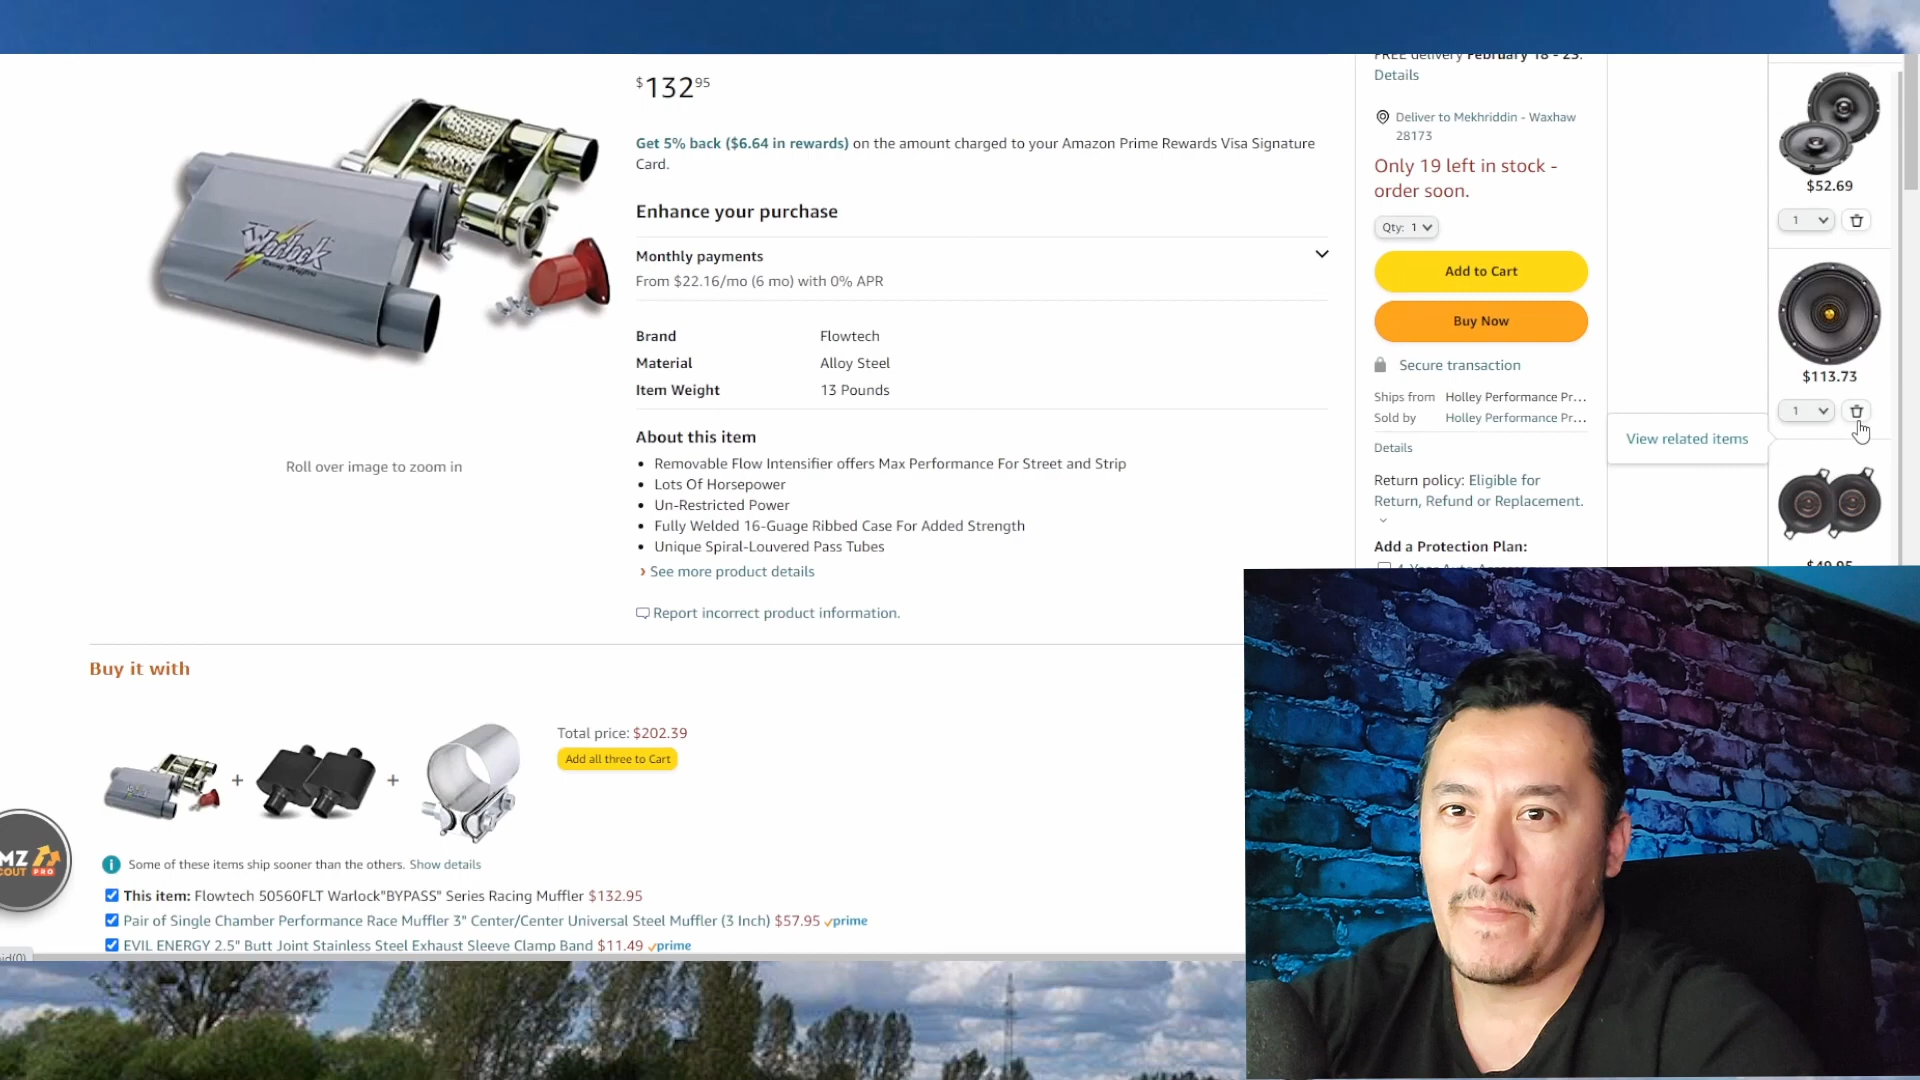 $132.95
Get 5% back ($6.64 in rewards) on the amount charged to your Amazon Prime Rewards Visa Signature
Card.
Enhance your purchase
Monthly payments
From $22.16/mo (6 mo) with 0% APR
Brand Flowtech
Material Alloy Steel
Item Weight 13 Pounds
About this item
Removable Flow Intensifier offers Max Performance For Street and Strip
Lots Of Horsepower
Un-Restricted Power
Fully Welded 16-Guage Ribbed Case For Added Strength
Unique Spiral-Louvered Pass Tubes
› See more product details
Report incorrect product information.
Warlock
Roll over image to zoom in
FREE delivery February 18 - 23.
Details
Deliver to Mekhriddin - Waxhaw
28173
Only 19 left in stock -
order soon.
Qty: 1
Add to Cart
Buy Now
Secure transaction
Ships from Holley Performance Pr...
Sold by Holley Performance Pr...
Details
Return policy: Eligible for
Return, Refund or Replacement.
Add a Protection Plan:
$52.69
1
$113.73
1
View related items
$49.95
Buy it with
+ +
Total price: $202.39
Add all three to Cart
Some of these items ship sooner than the others. Show details
This item: Flowtech 50560FLT Warlock"BYPASS" Series Racing Muffler $132.95
Pair of Single Chamber Performance Race Muffler 3" Center/Center Universal Steel Muffler (3 Inch) $57.95 prime
EVIL ENERGY 2.5" Butt Joint Stainless Steel Exhaust Sleeve Clamp Band $11.49 prime
MZ
COUT PRO